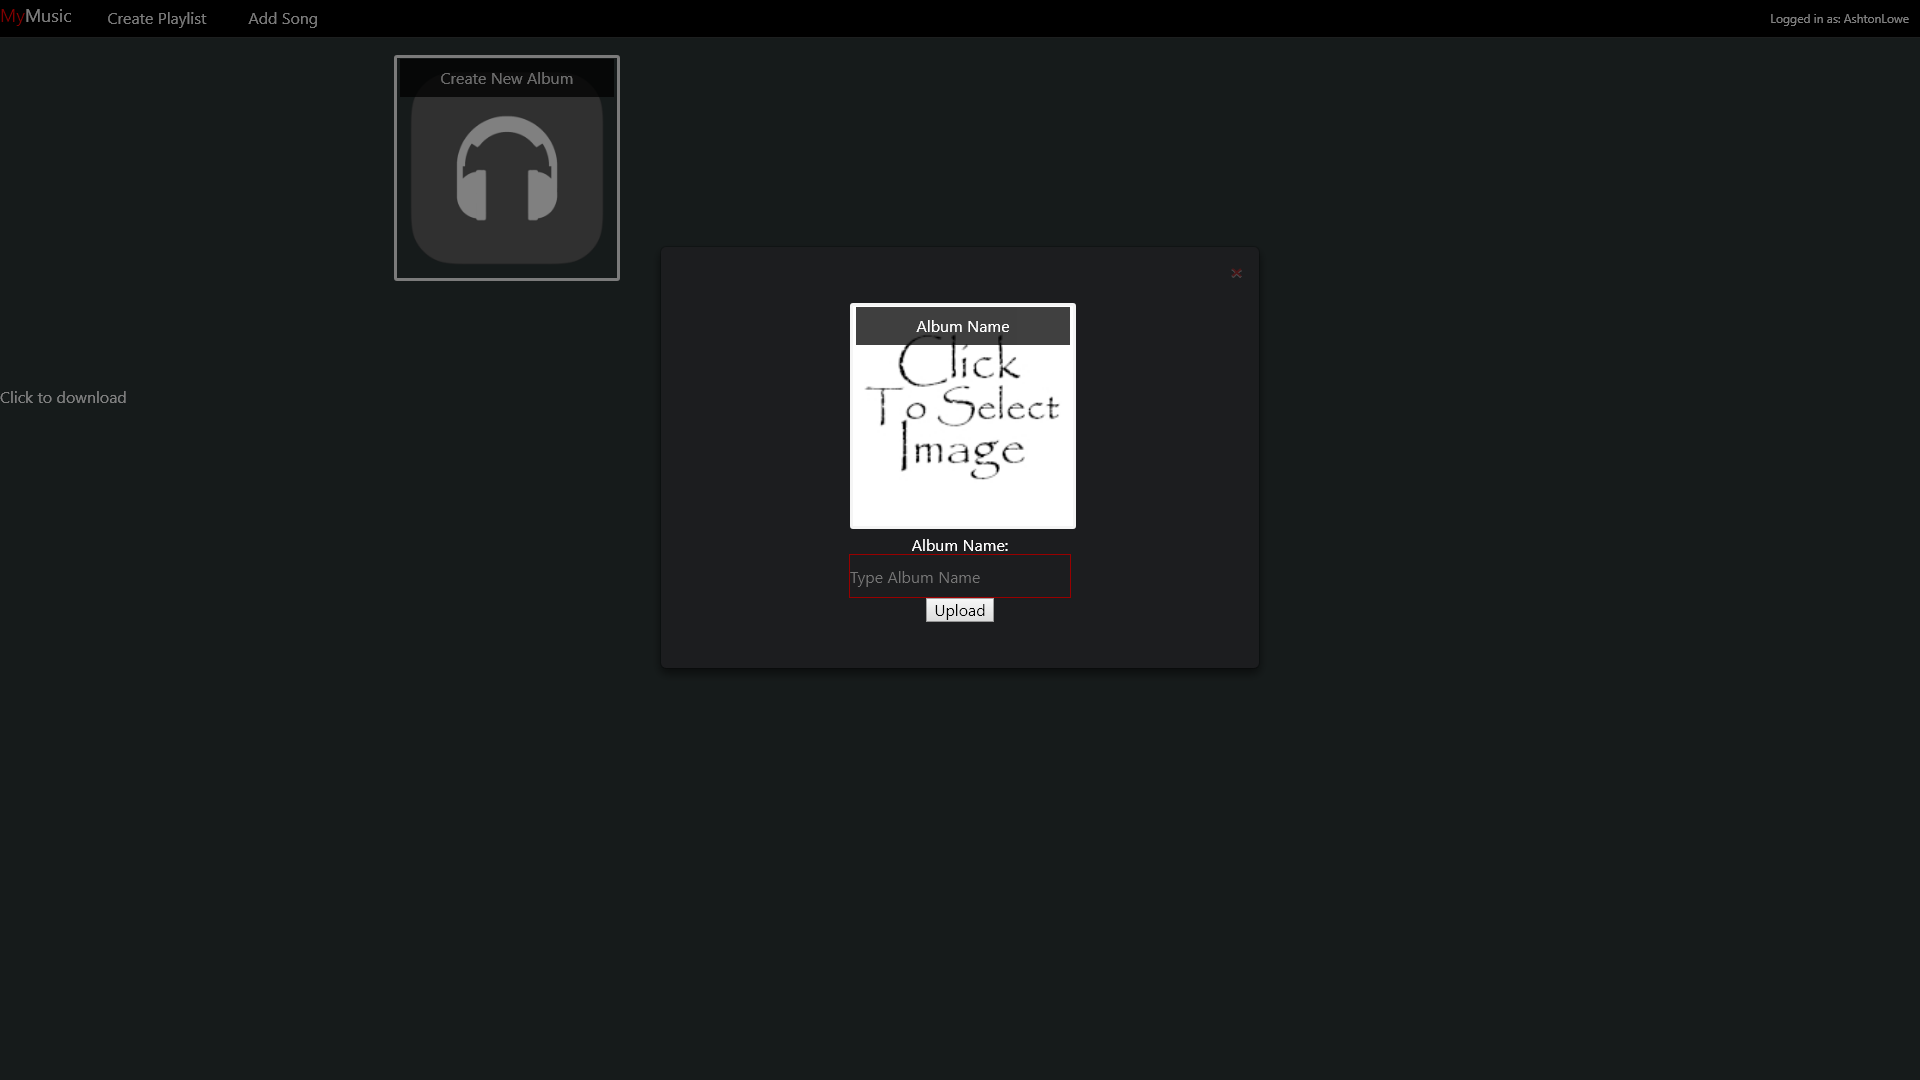 MyMusic
Create Playlist
Add Song
Logged in as: AshtonLowe
Create New Album
Album Name
Click
To Select
Image
Click to download
Album Name:
Type Album Name
Upload